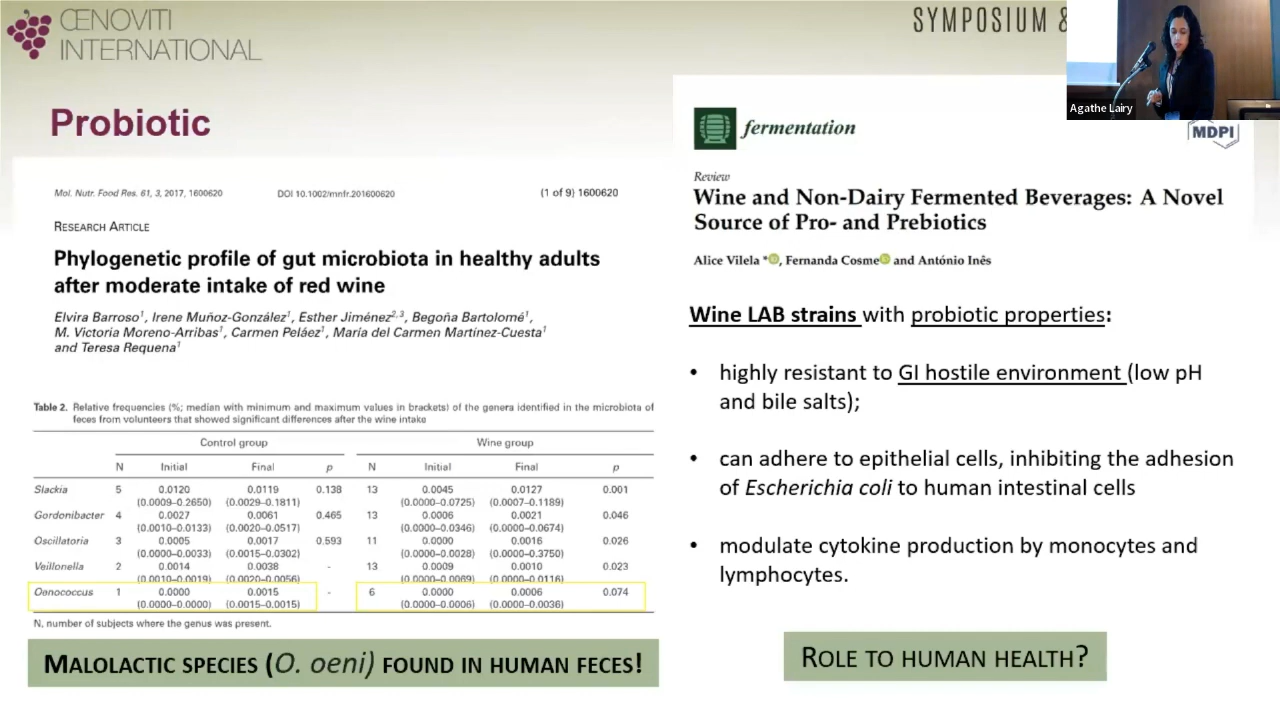 ŒNOVITI
INTERNATIONAL
SYMPOSIUM &
Agathe Lairy
Probiotic
Mol. Nutr. Food Res. 61, 3, 2017, 1600620 DOI 10.1002/mnfr.201600620 (1 of 9) 1600620
RESEARCH ARTICLE
Phylogenetic profile of gut microbiota in healthy adults
after moderate intake of red wine
Elvira Barroso¹, Irene Muñoz-González¹, Esther Jiménez²,³, Begoña Bartolomé¹,
M. Victoria Moreno-Arribas¹, Carmen Peláez¹, María del Carmen Martínez-Cuesta¹
and Teresa Requena¹
Table 2. Relative frequencies (%; median with minimum and maximum values in brackets) of the genera identified in the microbiota of
feces from volunteers that showed significant differences after the wine intake
Control group Wine group
N Initial Final p N Initial Final p
Slackia 5 0.0120 0.0119 0.138 13 0.0045 0.0127 0.001
(0.0009–0.2650) (0.0029–0.1811) (0.0000–0.0725) (0.0007–0.1189)
Gordonibacter 4 0.0027 0.0061 0.465 13 0.0006 0.0021 0.046
(0.0010–0.0133) (0.0020–0.0517) (0.0000–0.0346) (0.0000–0.0674)
Oscillatoria 3 0.0005 0.0017 0.593 11 0.0000 0.0016 0.026
(0.0000–0.0033) (0.0015–0.0302) (0.0000–0.0028) (0.0000–0.3750)
Veillonella 2 0.0014 0.0038 - 13 0.0009 0.0010 0.023
(0.0010–0.0019) (0.0020–0.0056) (0.0000–0.0069) (0.0000–0.0116)
Oenococcus 1 0.0000 0.0015 - 6 0.0000 0.0006 0.074
(0.0000–0.0000) (0.0015–0.0015) (0.0000–0.0006) (0.0000–0.0036)
N, number of subjects where the genus was present.
MALOLACTIC SPECIES (O. oeni) FOUND IN HUMAN FECES!
fermentation
MDPI
Review
Wine and Non-Dairy Fermented Beverages: A Novel
Source of Pro- and Prebiotics
Alice Vilela *, Fernanda Cosme and António Inês
Wine LAB strains with probiotic properties:
• highly resistant to GI hostile environment (low pH
and bile salts);
• can adhere to epithelial cells, inhibiting the adhesion
of Escherichia coli to human intestinal cells
• modulate cytokine production by monocytes and
lymphocytes.
ROLE TO HUMAN HEALTH?